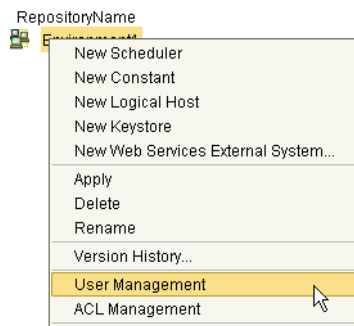 RepositoryName
Environment1
New Scheduler
New Constant
New Logical Host
New Keystore
New Web Services External System...
Apply
Delete
Rename
Version History...
User Management
ACL Management